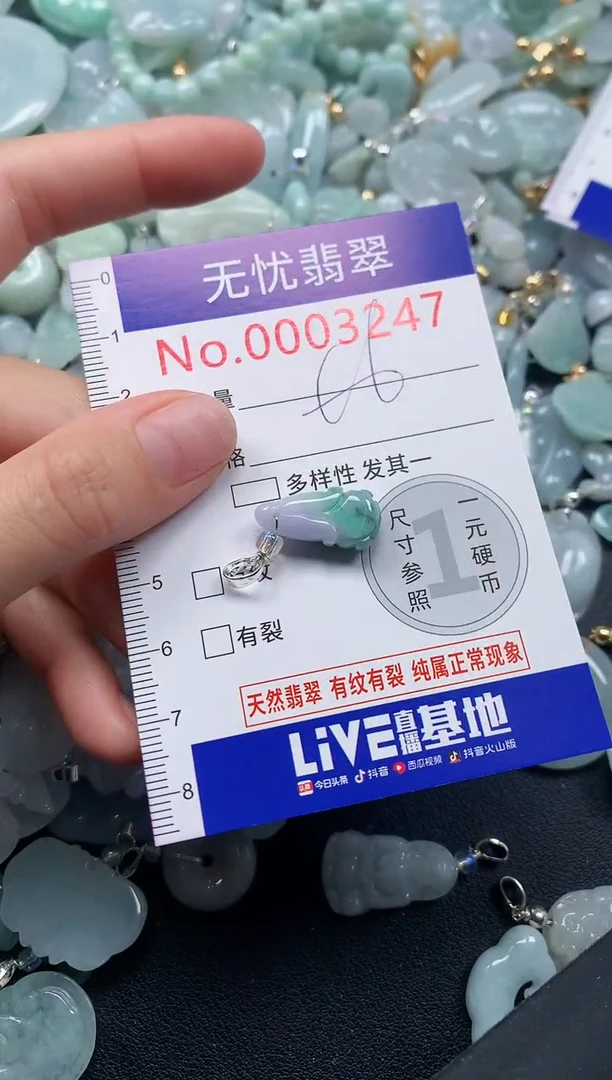 无忧翡翠
No.0003247
0
1
2
量
格
多样性 发其一
尺寸参照
1
一元硬币
5
6
有裂
天然翡翠 有纹有裂 纯属正常现象
7
LiVE直播基地
8
头条 今日头条 抖音 西瓜视频 抖音火山版